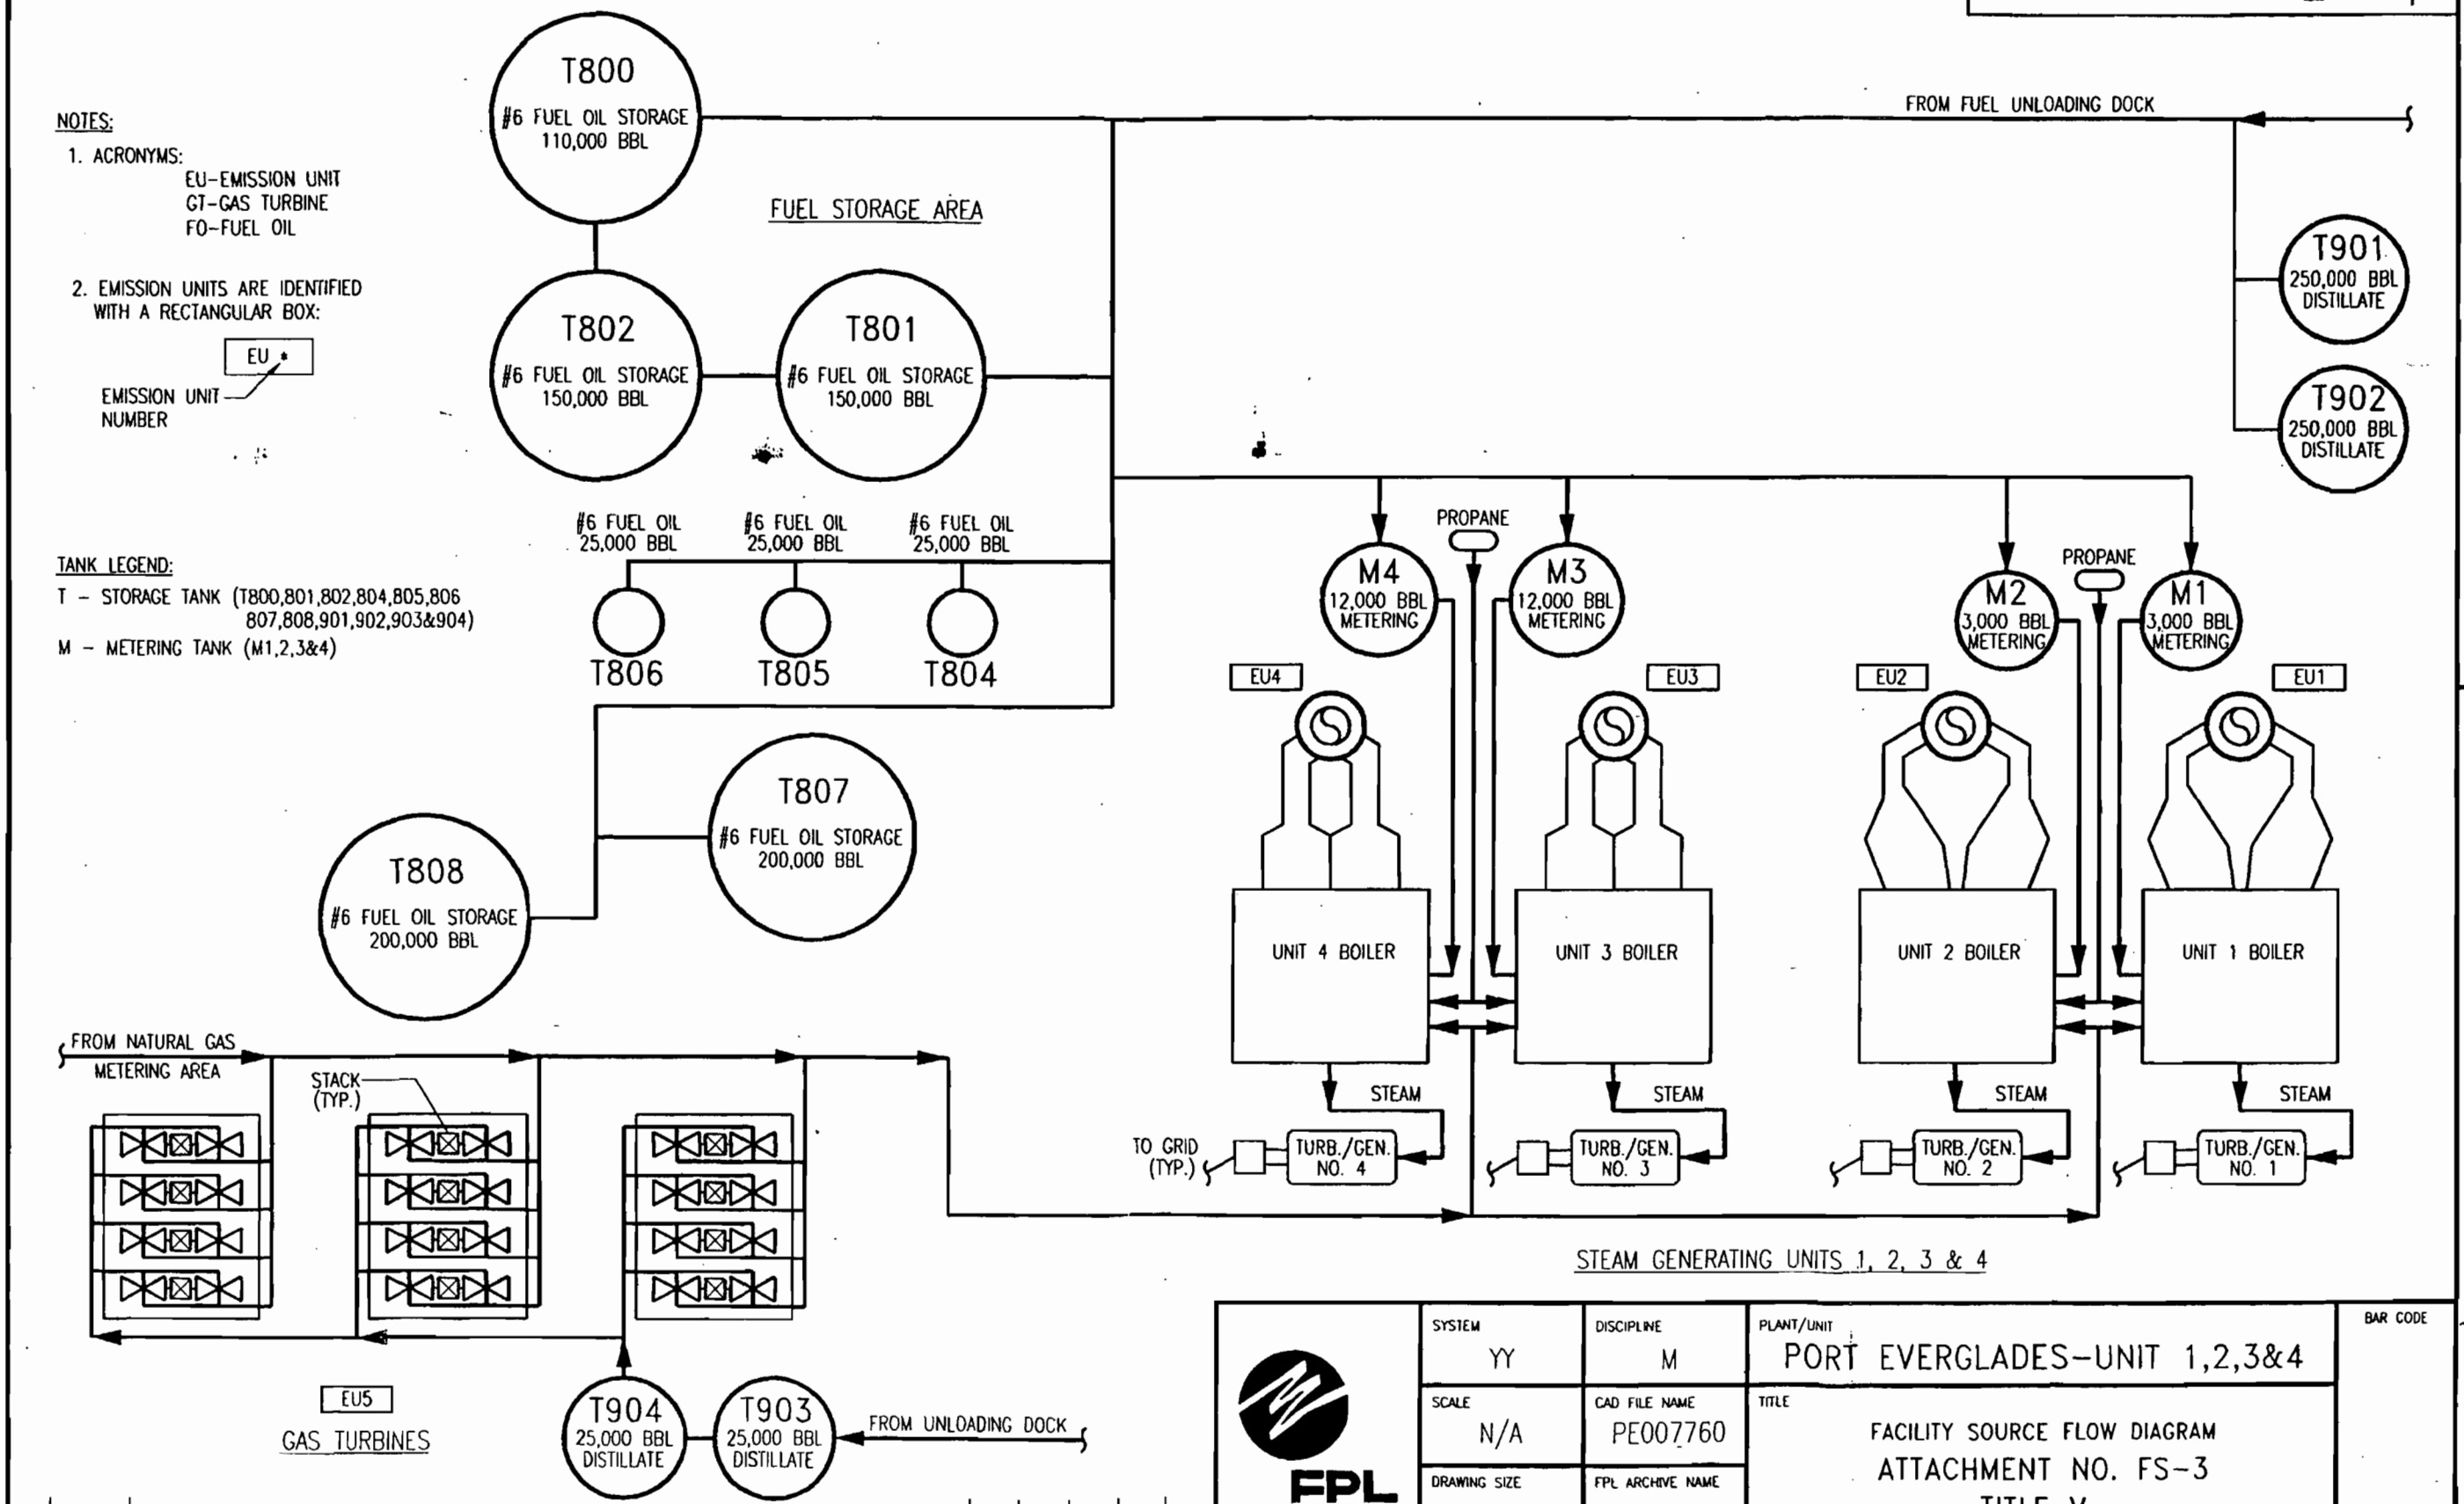 T800
#6 FUEL OIL STORAGE
110,000 BBL
FROM FUEL UNLOADING DOCK
NOTES:
1. ACRONYMS:
EU-EMISSION UNIT
GT-GAS TURBINE
FO-FUEL OIL
FUEL STORAGE AREA
2. EMISSION UNITS ARE IDENTIFIED
WITH A RECTANGULAR BOX:
EU *
EMISSION UNIT
NUMBER
T802
#6 FUEL OIL STORAGE
150,000 BBL
T801
#6 FUEL OIL STORAGE
150,000 BBL
T901
250,000 BBL
DISTILLATE
T902
250,000 BBL
DISTILLATE
#6 FUEL OIL
25,000 BBL
#6 FUEL OIL
25,000 BBL
#6 FUEL OIL
25,000 BBL
T806
T805
T804
TANK LEGEND:
T - STORAGE TANK (T800,801,802,804,805,806
807,808,901,902,903&904)
M - METERING TANK (M1,2,3&4)
PROPANE
M4
12,000 BBL
METERING
M3
12,000 BBL
METERING
PROPANE
M2
3,000 BBL
METERING
M1
3,000 BBL
METERING
EU4
EU3
EU2
EU1
T807
#6 FUEL OIL STORAGE
200,000 BBL
T808
#6 FUEL OIL STORAGE
200,000 BBL
UNIT 4 BOILER
UNIT 3 BOILER
UNIT 2 BOILER
UNIT 1 BOILER
FROM NATURAL GAS
METERING AREA
STACK
(TYP.)
STEAM
STEAM
STEAM
STEAM
TO GRID
(TYP.)
TURB./GEN.
NO. 4
TURB./GEN.
NO. 3
TURB./GEN.
NO. 2
TURB./GEN.
NO. 1
STEAM GENERATING UNITS 1, 2, 3 & 4
EU5
GAS TURBINES
T904
25,000 BBL
DISTILLATE
T903
25,000 BBL
DISTILLATE
FROM UNLOADING DOCK
FPL
SYSTEM
YY
DISCIPLINE
M
PLANT/UNIT
PORT EVERGLADES-UNIT 1,2,3&4
BAR CODE
SCALE
N/A
CAD FILE NAME
PE007760
TITLE
FACILITY SOURCE FLOW DIAGRAM
ATTACHMENT NO. FS-3
TITLE V
DRAWING SIZE
FPL ARCHIVE NAME